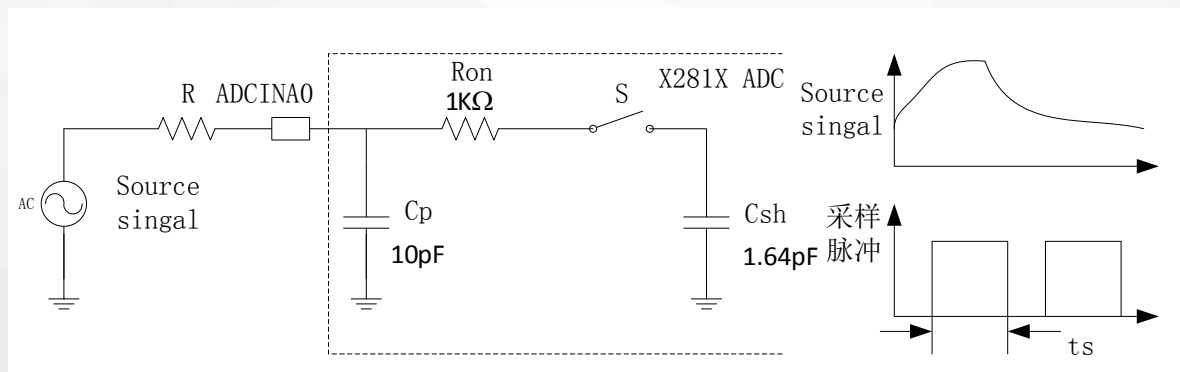 R ADCINA0
Ron
1KΩ
S
X281X ADC
AC
Source
singal
Cp
10pF
Csh
1.64pF
Source
singal
采样
脉冲
ts